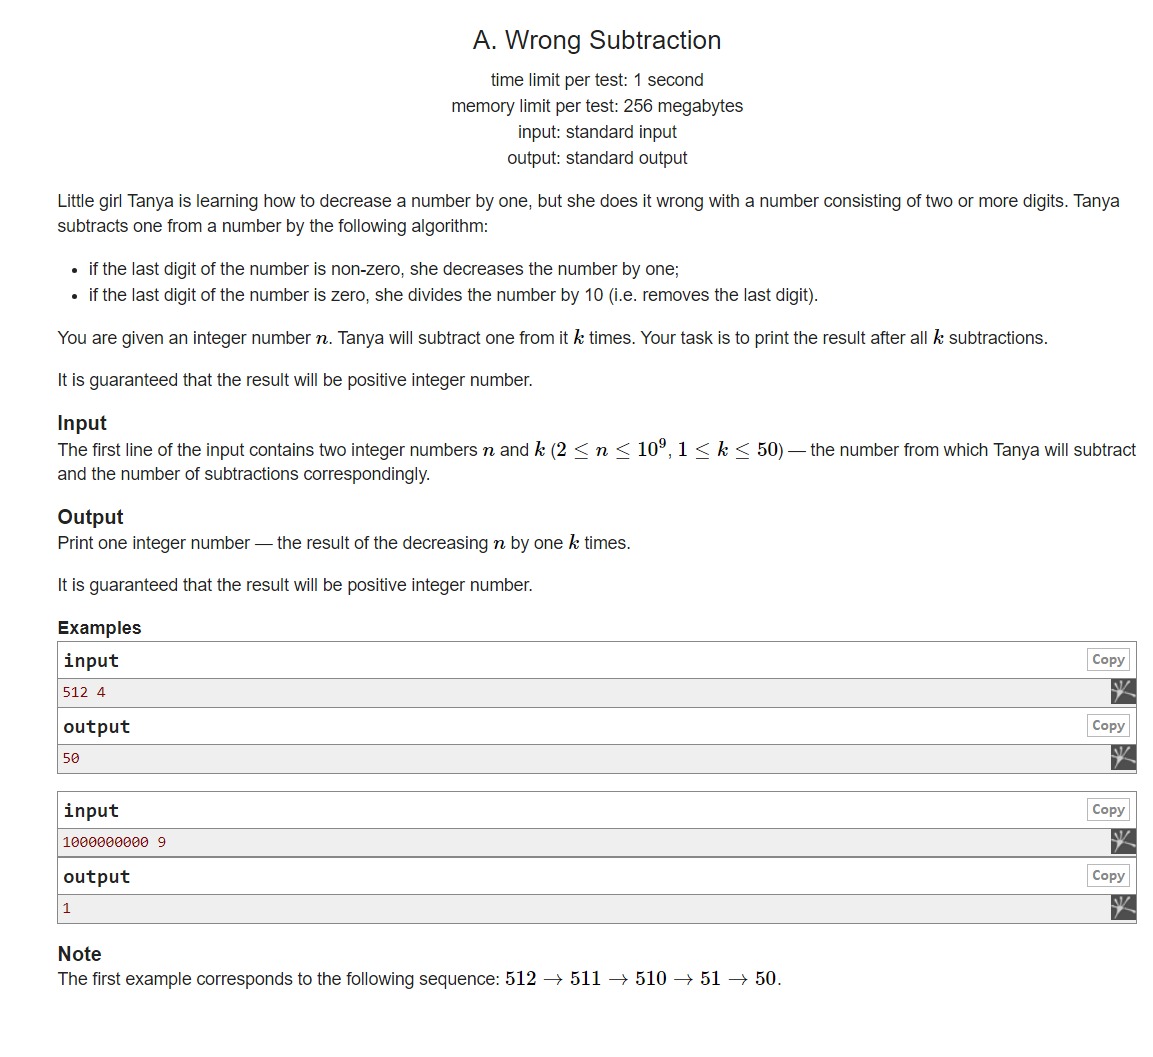 A. Wrong Subtraction
time limit per test: 1 second
memory limit per test: 256 megabytes
input: standard input
output: standard output
Little girl Tanya is learning how to decrease a number by one, but she does it wrong with a number consisting of two or more digits. Tanya
subtracts one from a number by the following algorithm:
• if the last digit of the number is non-zero, she decreases the number by one;
• if the last digit of the number is zero, she divides the number by 10 (i.e. removes the last digit).
You are given an integer number n. Tanya will subtract one from it k times. Your task is to print the result after all k subtractions.
It is guaranteed that the result will be positive integer number.
Input
The first line of the input contains two integer numbers n and k (2 ≤ n ≤ 10⁹, 1 ≤ k ≤ 50) — the number from which Tanya will subtract
and the number of subtractions correspondingly.
Output
Print one integer number — the result of the decreasing n by one k times.
It is guaranteed that the result will be positive integer number.
Examples
input Copy
512 4
output Copy
50
input Copy
1000000000 9
output Copy
1
Note
The first example corresponds to the following sequence: 512 → 511 → 510 → 51 → 50.